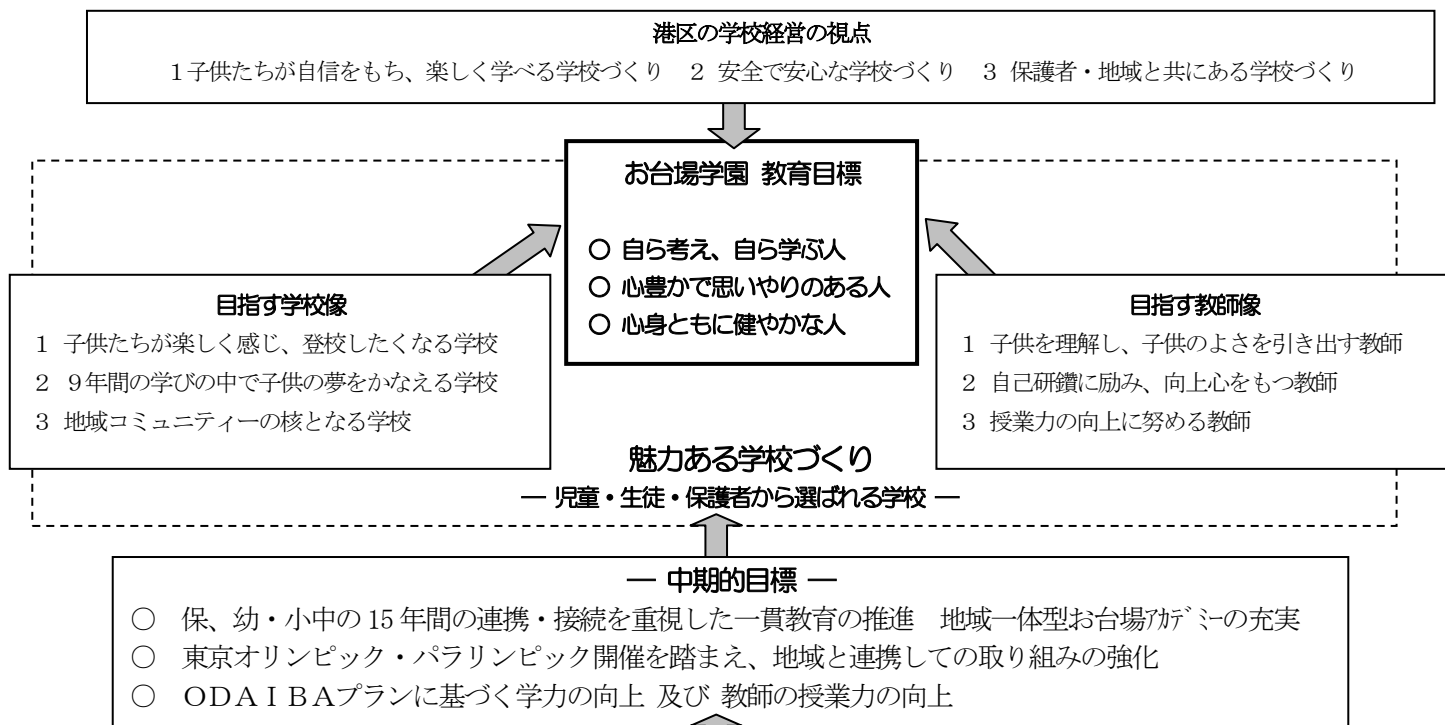 港区の学校経営の視点
1子供たちが自信をもち、楽しく学べる学校づくり　2 安全で安心な学校づくり　3 保護者・地域と共にある学校づくり
お台場学園 教育目標
○ 自ら考え、自ら学ぶ人
○ 心豊かで思いやりのある人
○ 心身ともに健やかな人
目指す学校像
1 子供たちが楽しく感じ、登校したくなる学校
2 9年間の学びの中で子供の夢をかなえる学校
3 地域コミュニティーの核となる学校
目指す教師像
1 子供を理解し、子供のよさを引き出す教師
2 自己研鑽に励み、向上心をもつ教師
3 授業力の向上に努める教師
魅力ある学校づくり
― 児童・生徒・保護者から選ばれる学校 ―
― 中期的目標 ―
○ 保、幼・小中の15年間の連携・接続を重視した一貫教育の推進　地域一体型お台場ｱｶﾃﾞﾐｰの充実
○ 東京オリンピック・パラリンピック開催を踏まえ、地域と連携しての取り組みの強化
○ ODAIBAプランに基づく学力の向上 及び 教師の授業力の向上